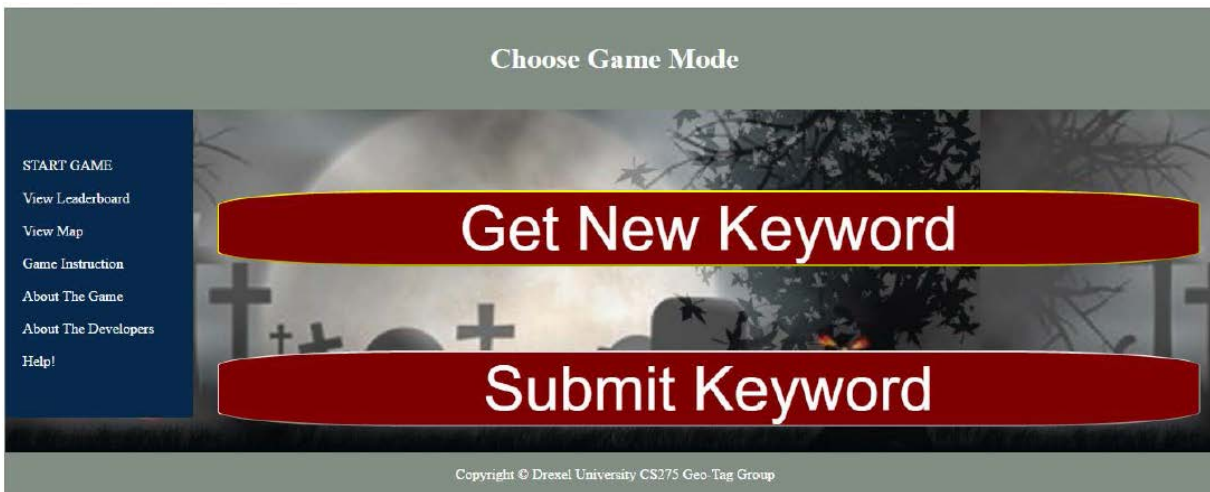 Choose Game Mode
START GAME
View Leaderboard
View Map
Game Instruction
About The Game
About The Developers
Help!
Get New Keyword
Submit Keyword
Copyright © Drexel University CS275 Geo-Tag Group